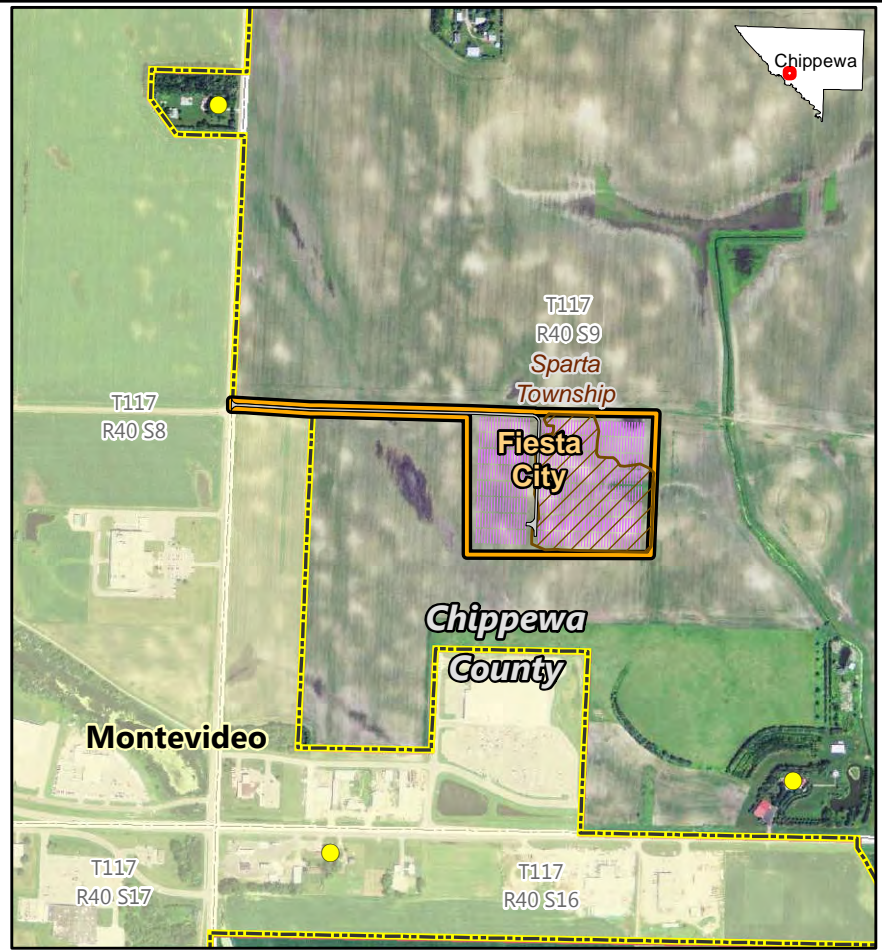 Chippewa
T117
R40 S9
Sparta
Township
T117
R40 S8
Fiesta
City
Chippewa
County
Montevideo
T117
R40 S17
T117
R40 S16